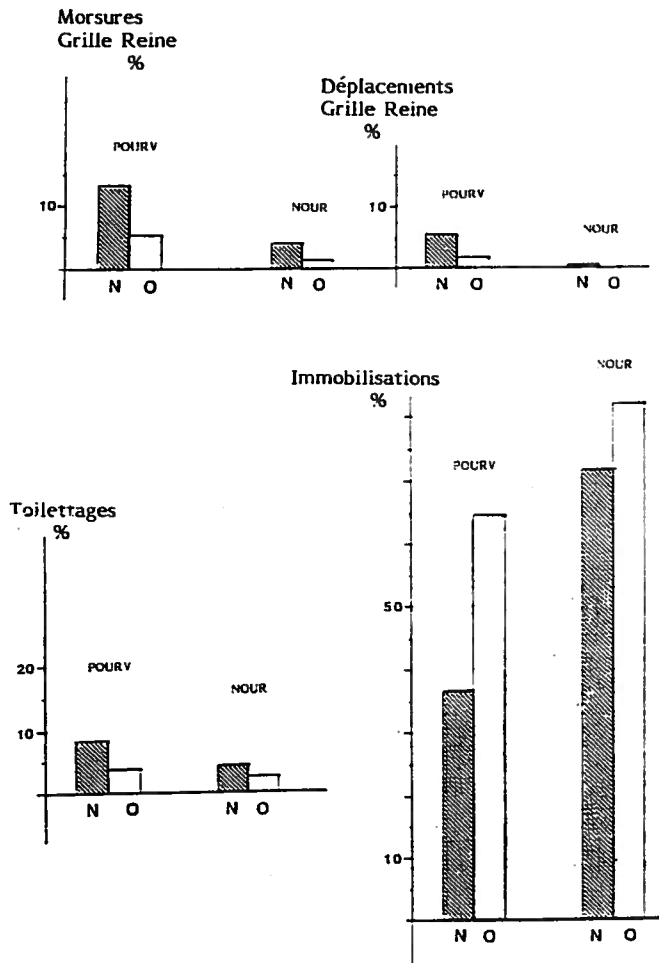 Morsures
Grille Reine
%
POURV
10
NOUR
N O
N O
Déplacements
Grille Reine
%
10
POURV
NOUR
N O
N O
Immobilisations
%
NOUR
POURV
50
10
N O
N O
Toilettages
%
20
POURV
NOUR
10
N O
N O